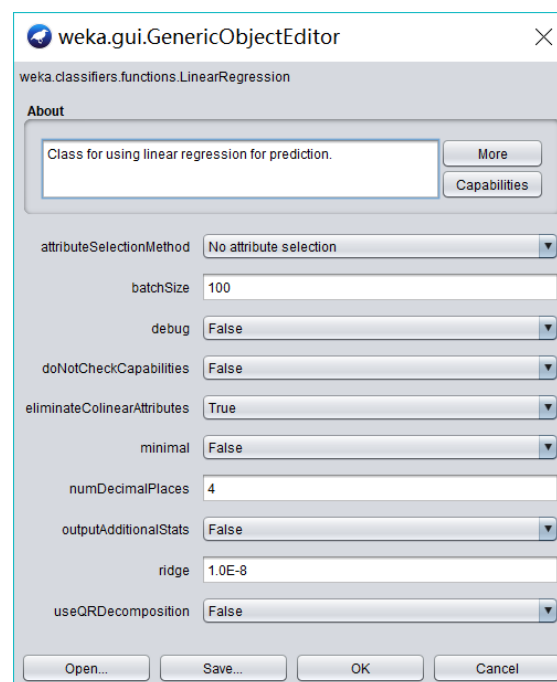 weka.gui.GenericObjectEditor
weka.classifiers.functions.LinearRegression
About
Class for using linear regression for prediction.
More
Capabilities
attributeSelectionMethod No attribute selection
batchSize 100
debug False
doNotCheckCapabilities False
eliminateColinearAttributes True
minimal False
numDecimalPlaces 4
outputAdditionalStats False
ridge 1.0E-8
useQRDecomposition False
Open... Save... OK Cancel